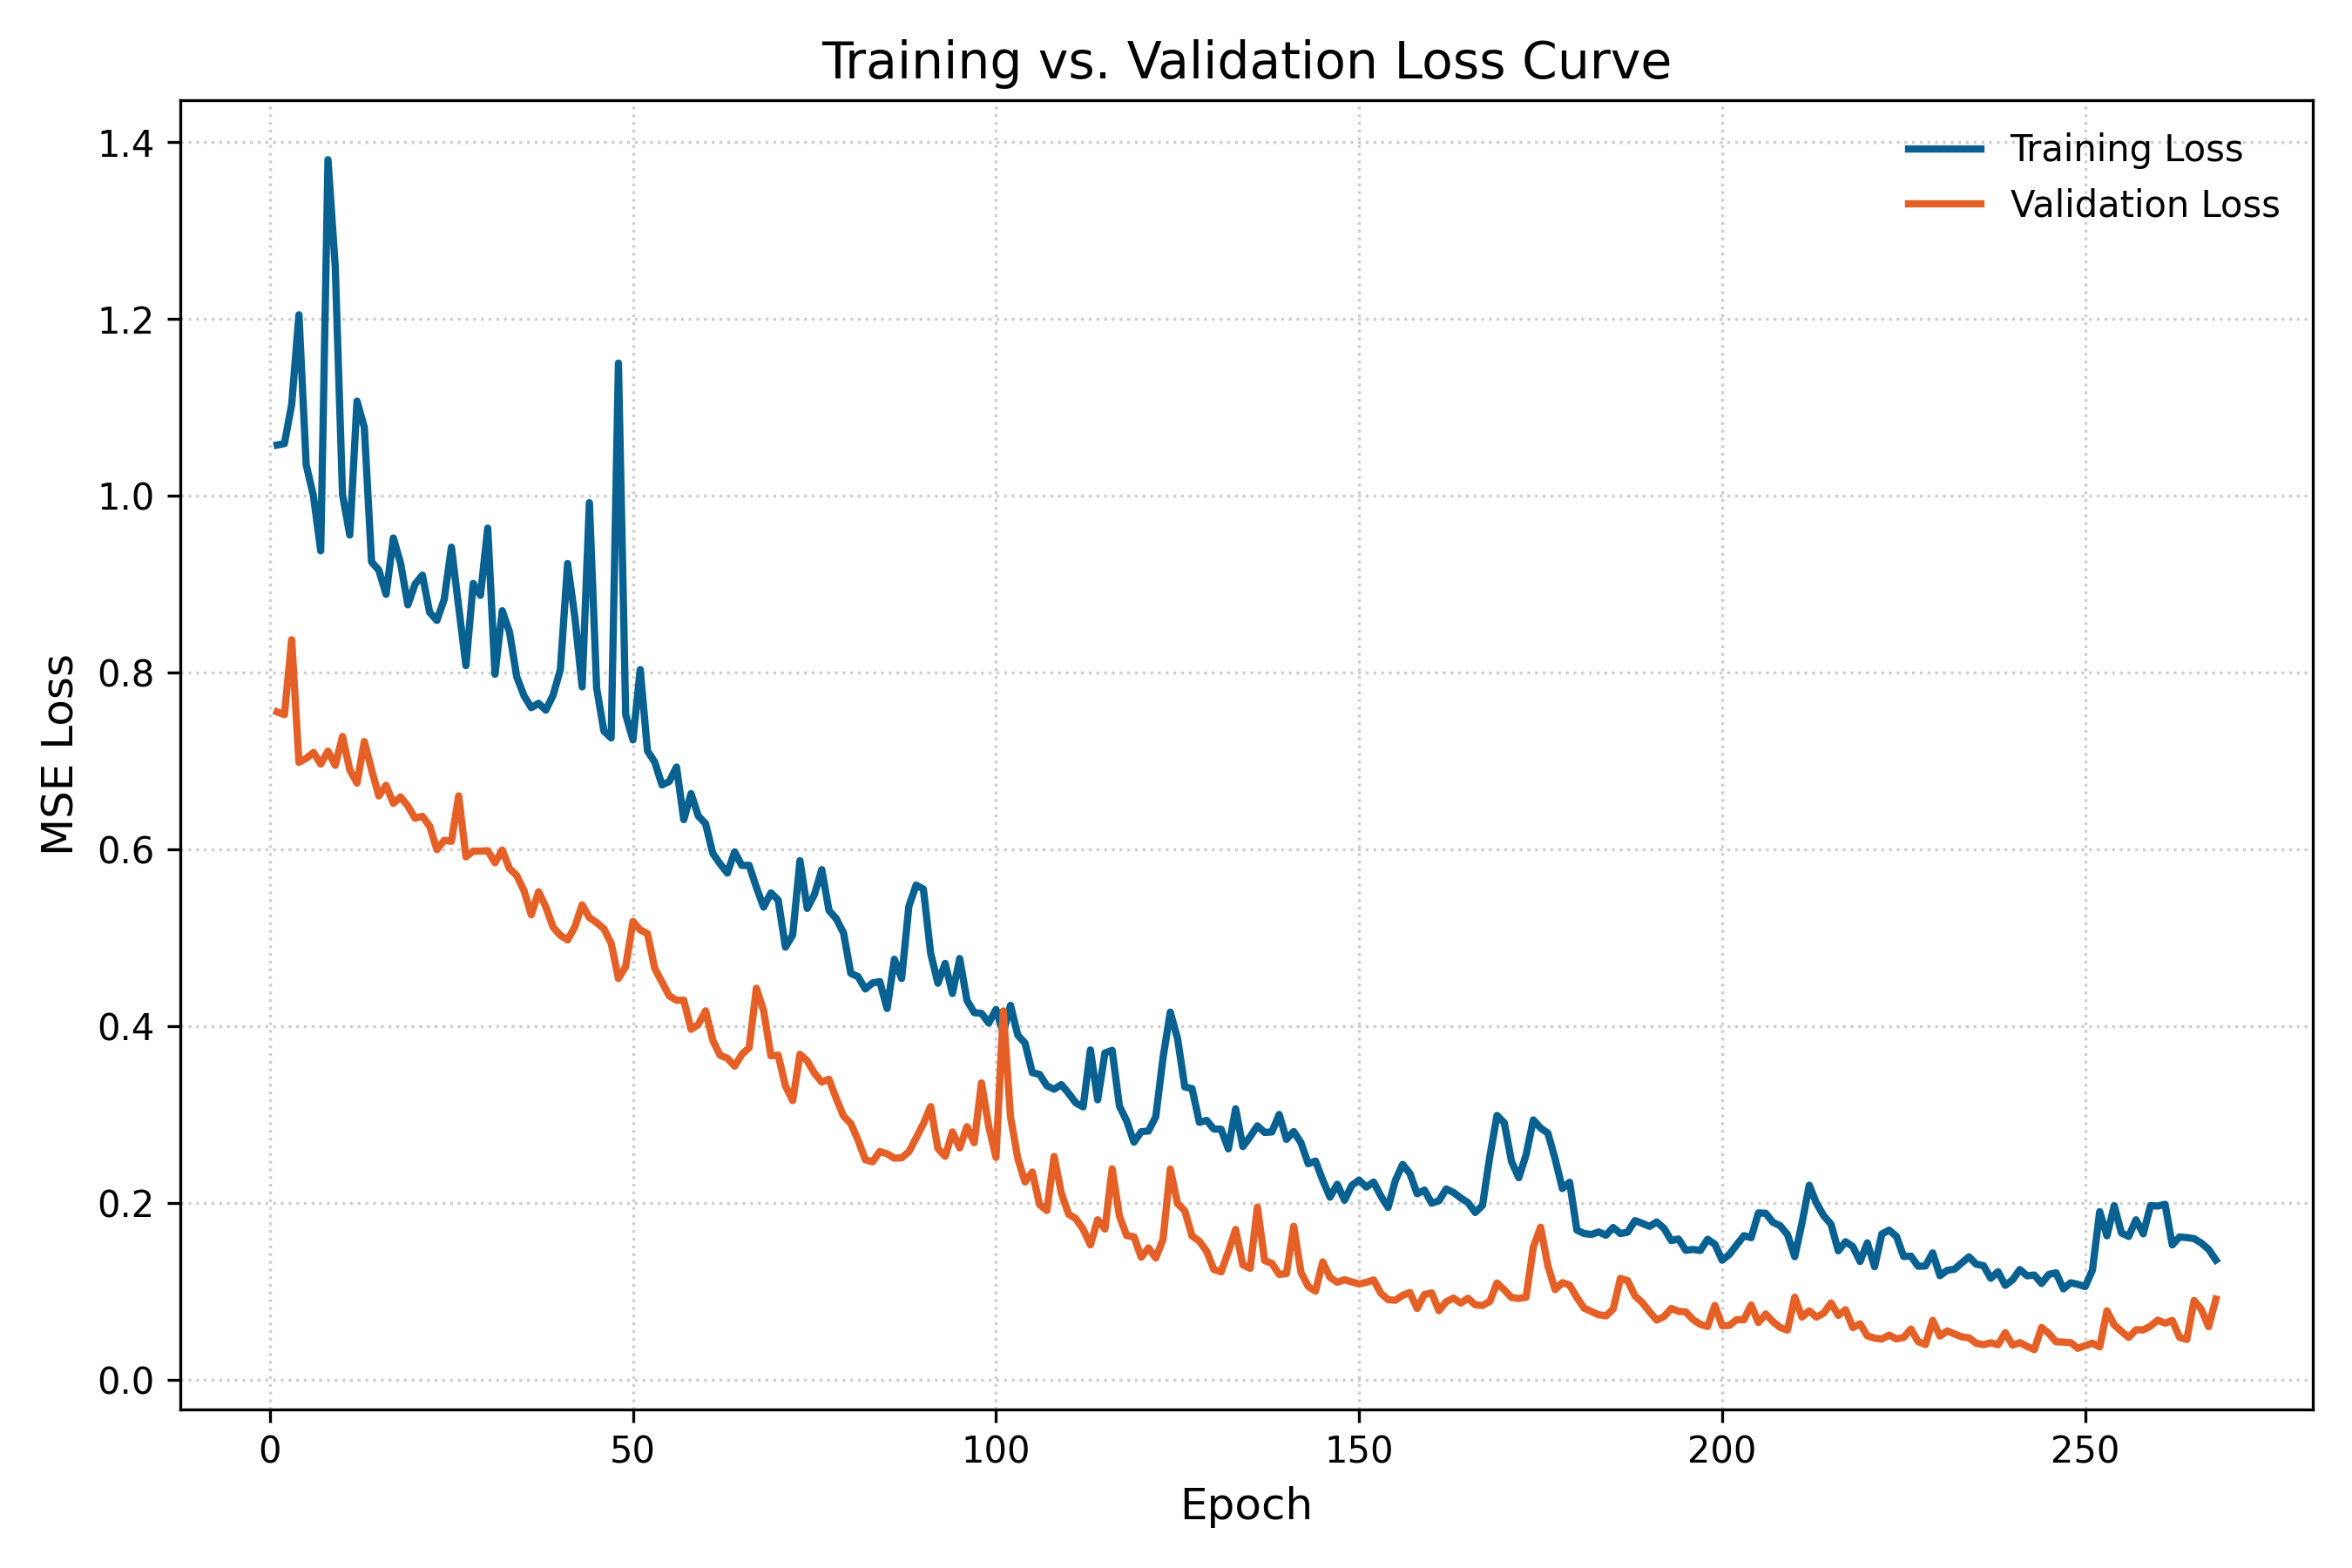 Training vs. Validation Loss Curve
Training Loss
Validation Loss
MSE Loss
1.4
1.2
1.0
0.8
0.6
0.4
0.2
0.0
0 50 100 150 200 250
Epoch